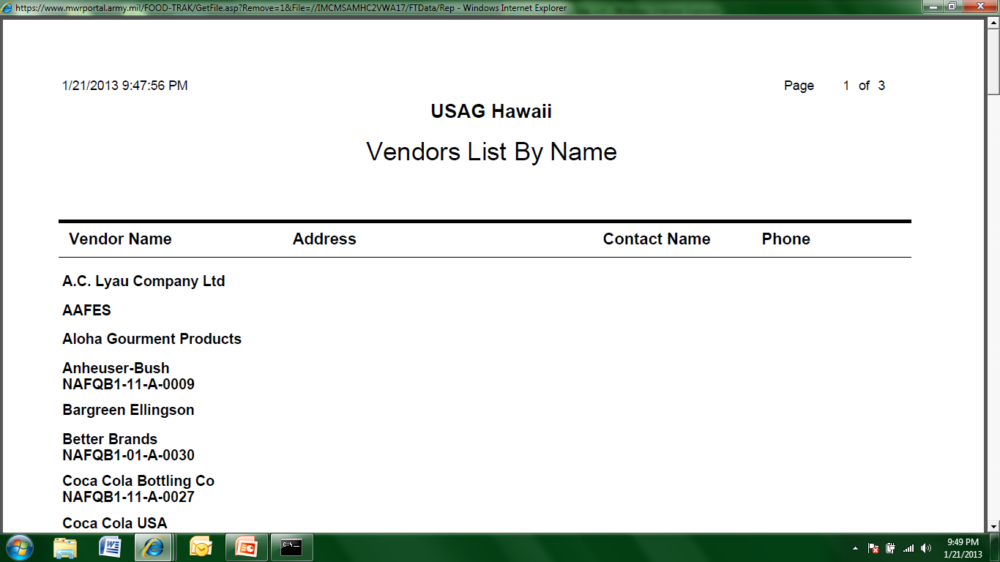 https://www.mwrportal.army.mil/FOOD-TRAK/GetFile.asp?Remove=1&File=//IMCMSAMHC2VWA17/FTData/Rep - Windows Internet Explorer
1/21/2013 9:47:56 PM Page 1 of 3
USAG Hawaii
Vendors List By Name
Vendor Name Address Contact Name Phone
A.C. Lyau Company Ltd
AAFES
Aloha Gourment Products
Anheuser-Bush
NAFQB1-11-A-0009
Bargreen Ellingson
Better Brands
NAFQB1-01-A-0030
Coca Cola Bottling Co
NAFQB1-11-A-0027
Coca Cola USA
C:\_
9:49 PM
1/21/2013